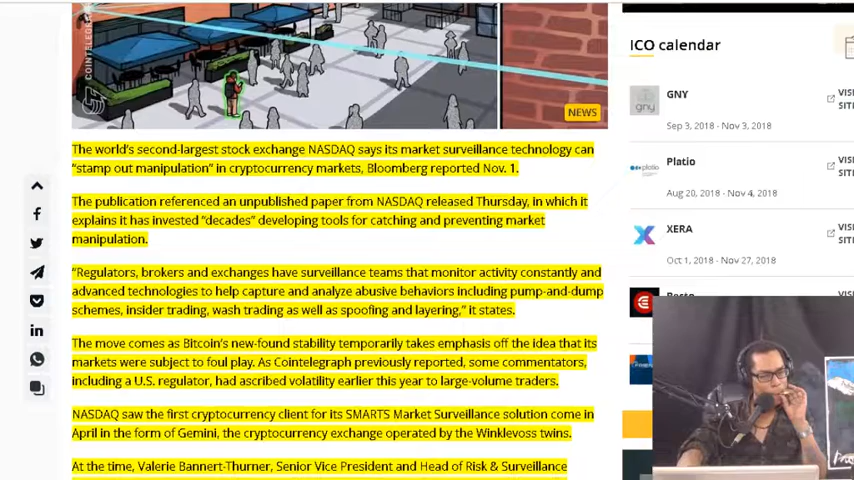 COINTELEGRAPH
NEWS
The world's second-largest stock exchange NASDAQ says its market surveillance technology can
“stamp out manipulation” in cryptocurrency markets, Bloomberg reported Nov. 1.
The publication referenced an unpublished paper from NASDAQ released Thursday, in which it
explains it has invested “decades” developing tools for catching and preventing market
manipulation.
“Regulators, brokers and exchanges have surveillance teams that monitor activity constantly and
advanced technologies to help capture and analyze abusive behaviors including pump-and-dump
schemes, insider trading, wash trading as well as spoofing and layering,” it states.
The move comes as Bitcoin's new-found stability temporarily takes emphasis off the idea that its
markets were subject to foul play. As Cointelegraph previously reported, some commentators,
including a U.S. regulator, had ascribed volatility earlier this year to large-volume traders.
NASDAQ saw the first cryptocurrency client for its SMARTS Market Surveillance solution come in
April in the form of Gemini, the cryptocurrency exchange operated by the Winklevoss twins.
At the time, Valerie Bannert-Thurner, Senior Vice President and Head of Risk & Surveillance
ICO calendar
gny
GNY
VISI
SITI
Sep 3, 2018 - Nov 3, 2018
platio
Platio
VISI
SITI
Aug 20, 2018 - Nov 4, 2018
XERA
VISI
SITI
Oct 1, 2018 - Nov 27, 2018